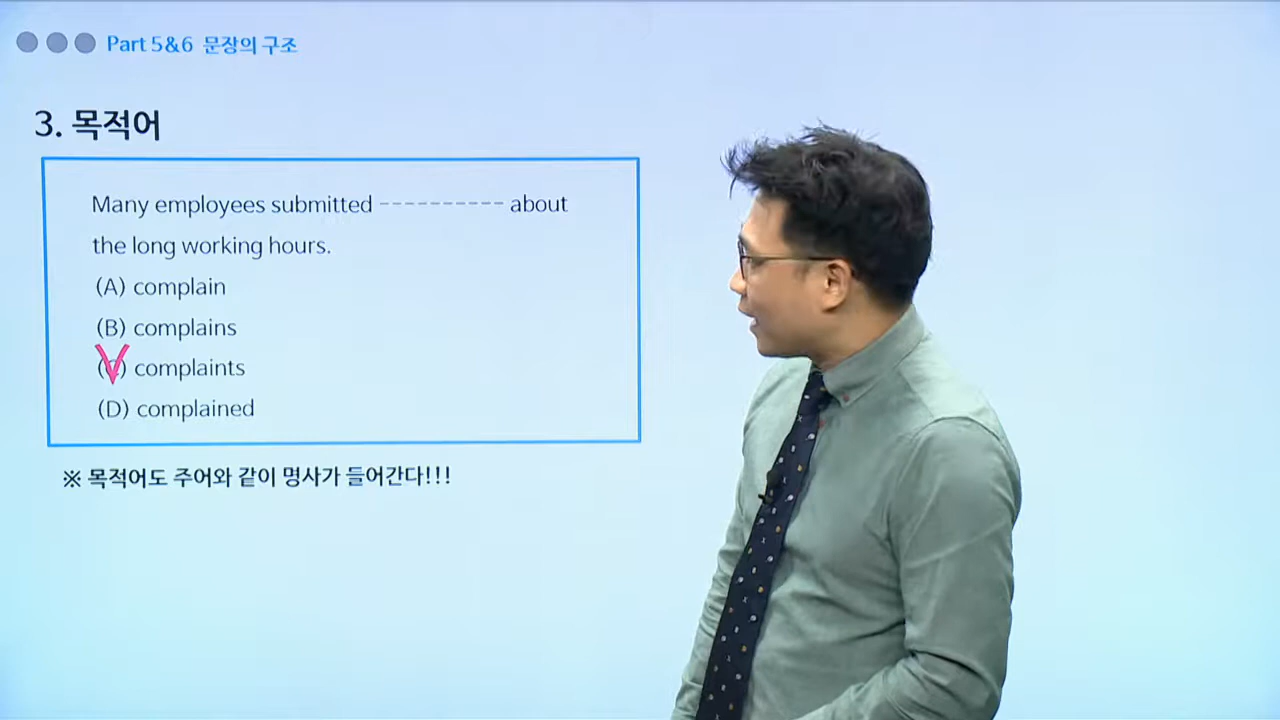 Part 5&6 문장의 구조
3. 목적어
Many employees submitted ---------- about
the long working hours.
(A) complain
(B) complains
(C) complaints
(D) complained
※ 목적어도 주어와 같이 명사가 들어간다!!!